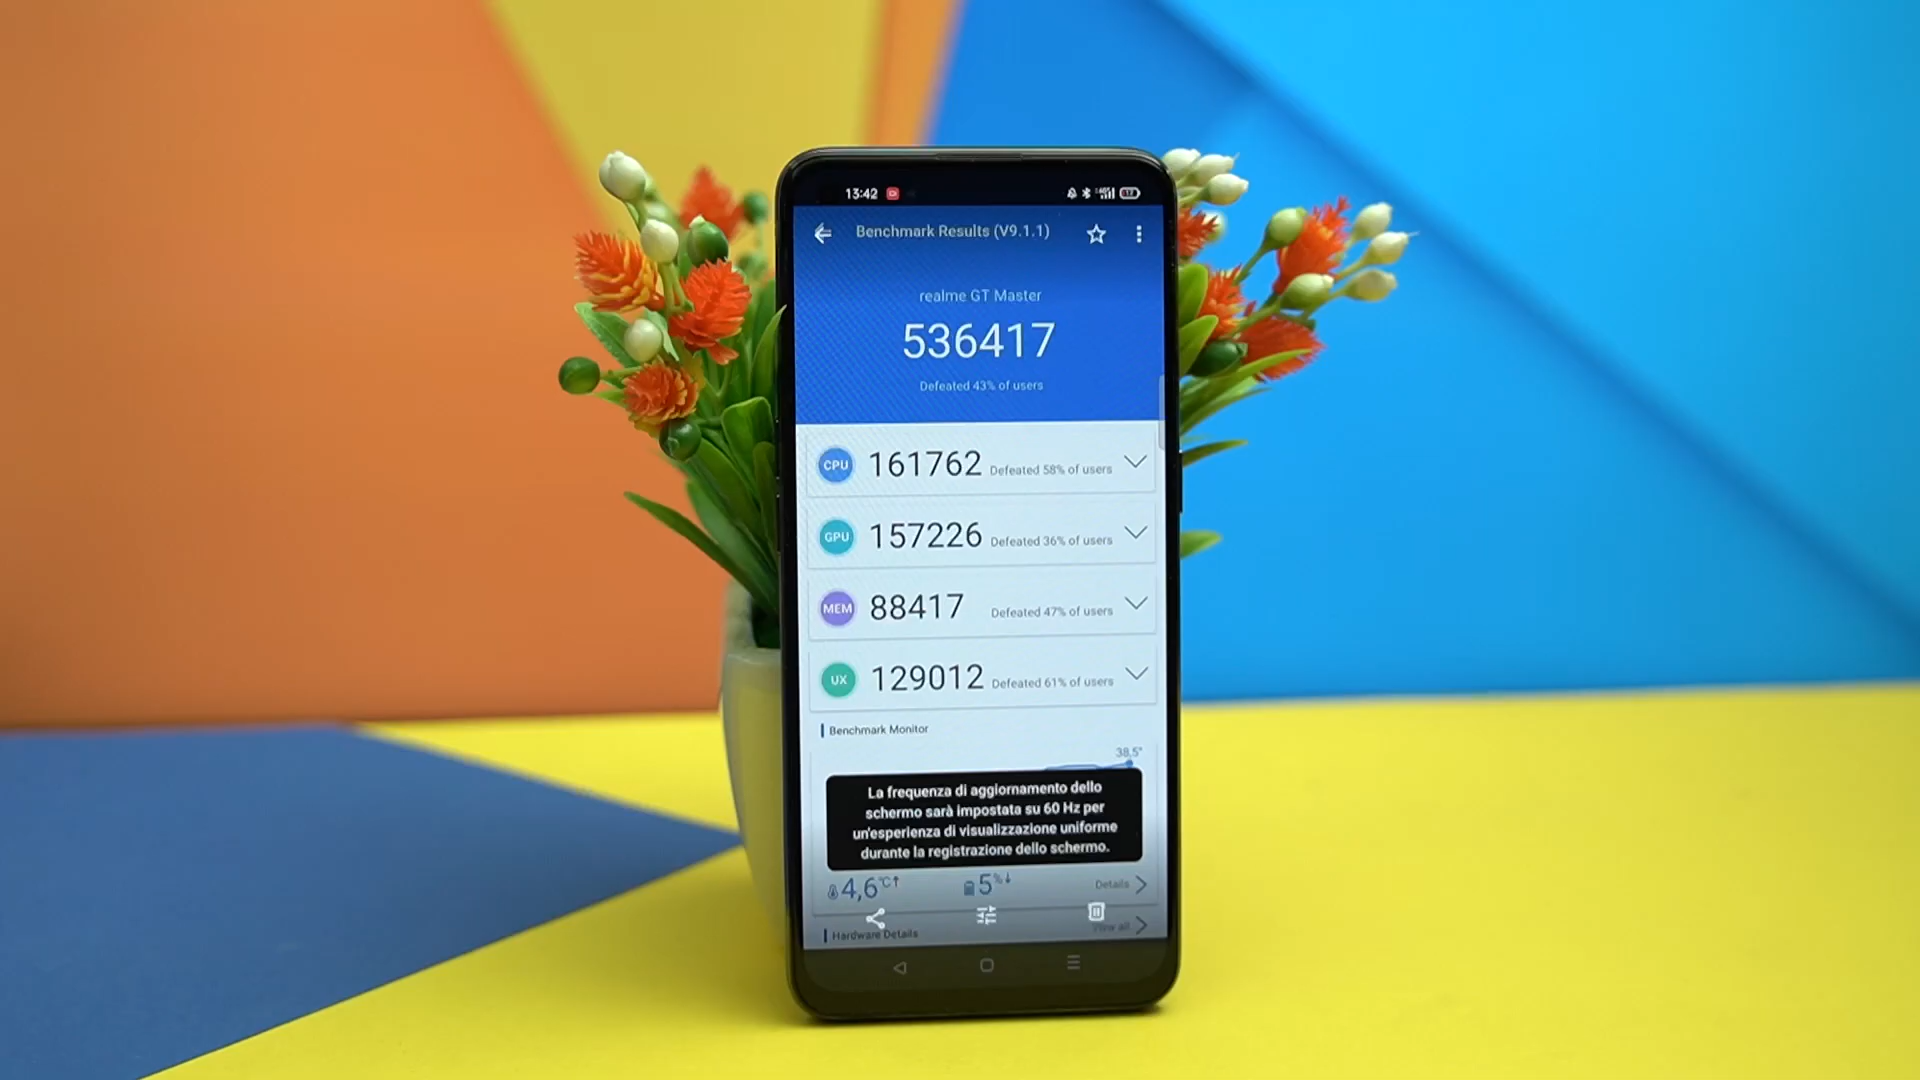 13:42
Benchmark Results (V9.1.1)
realme GT Master
536417
Defeated 43% of users
CPU 161762 Defeated 58% of users
GPU 157226 Defeated 36% of users
MEM 88417 Defeated 47% of users
UX 129012 Defeated 61% of users
Benchmark Monitor
38.5°
La frequenza di aggiornamento dello
schermo sarà impostata su 60 Hz per
un'esperienza di visualizzazione uniforme
durante la registrazione dello schermo.
4,6°C↑ 5%↓ Details
Hardware Details View all